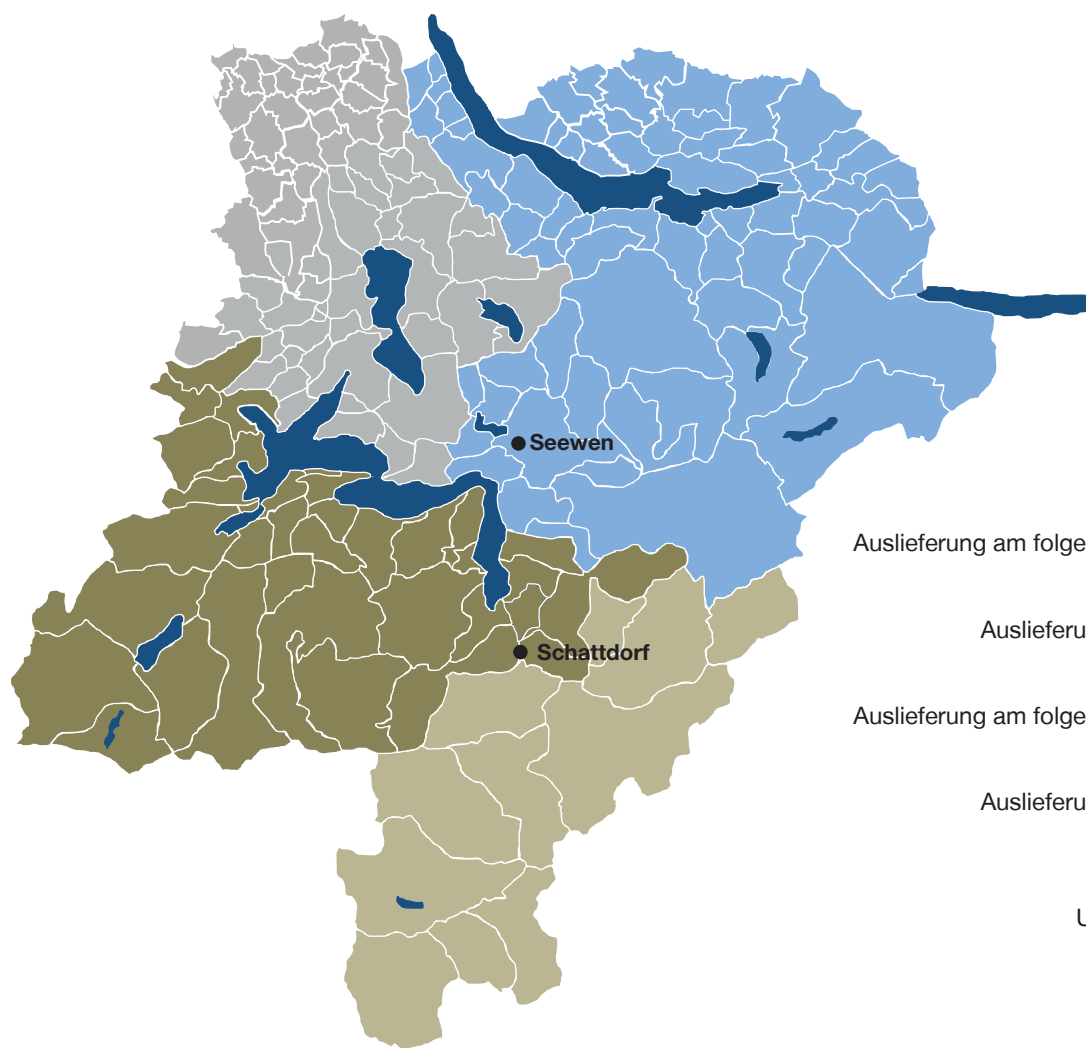 Seewen
Auslieferung am folge
Auslieferu
Schattdorf
Auslieferung am folge
Auslieferu
U